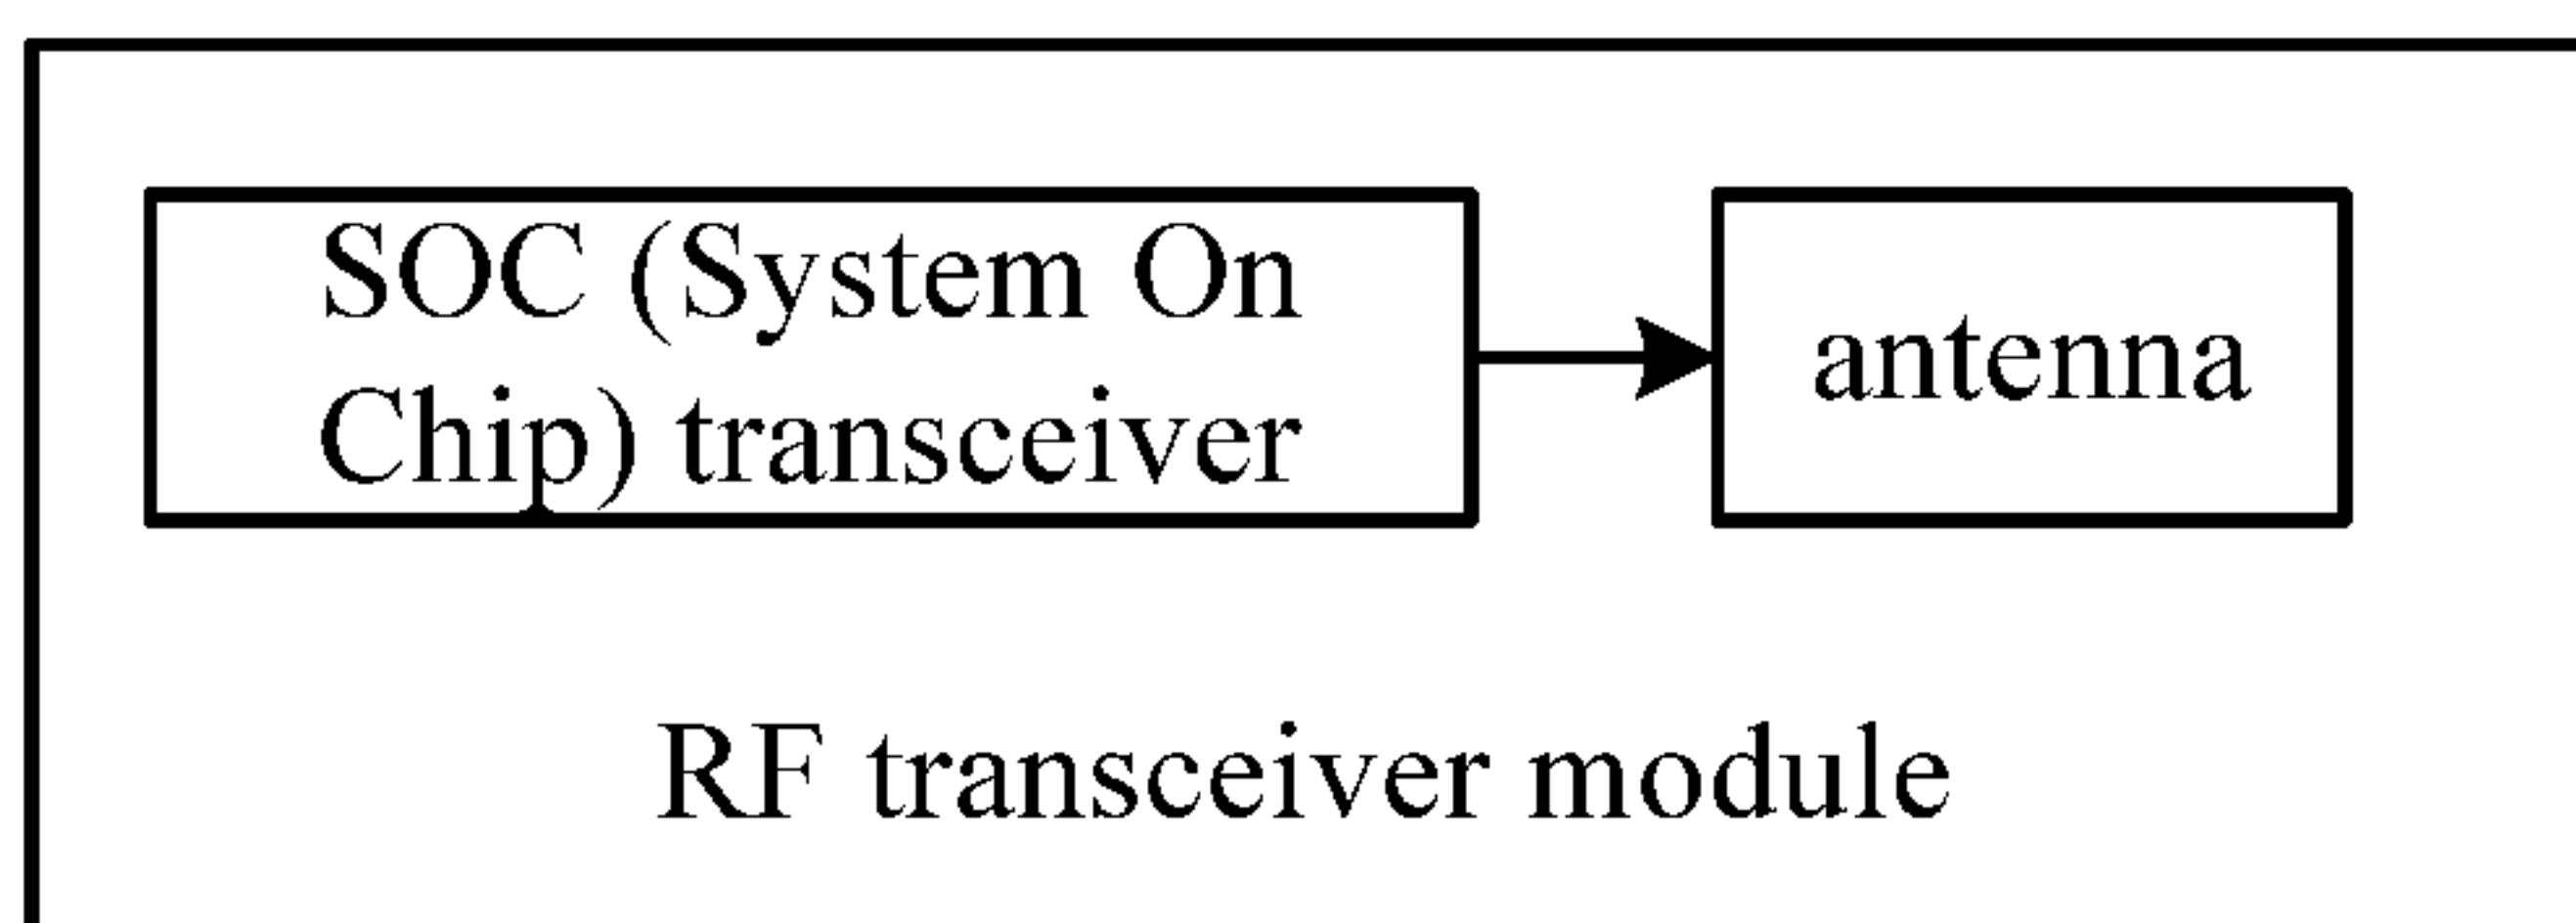 SOC (System On
Chip) transceiver
antenna
RF transceiver module